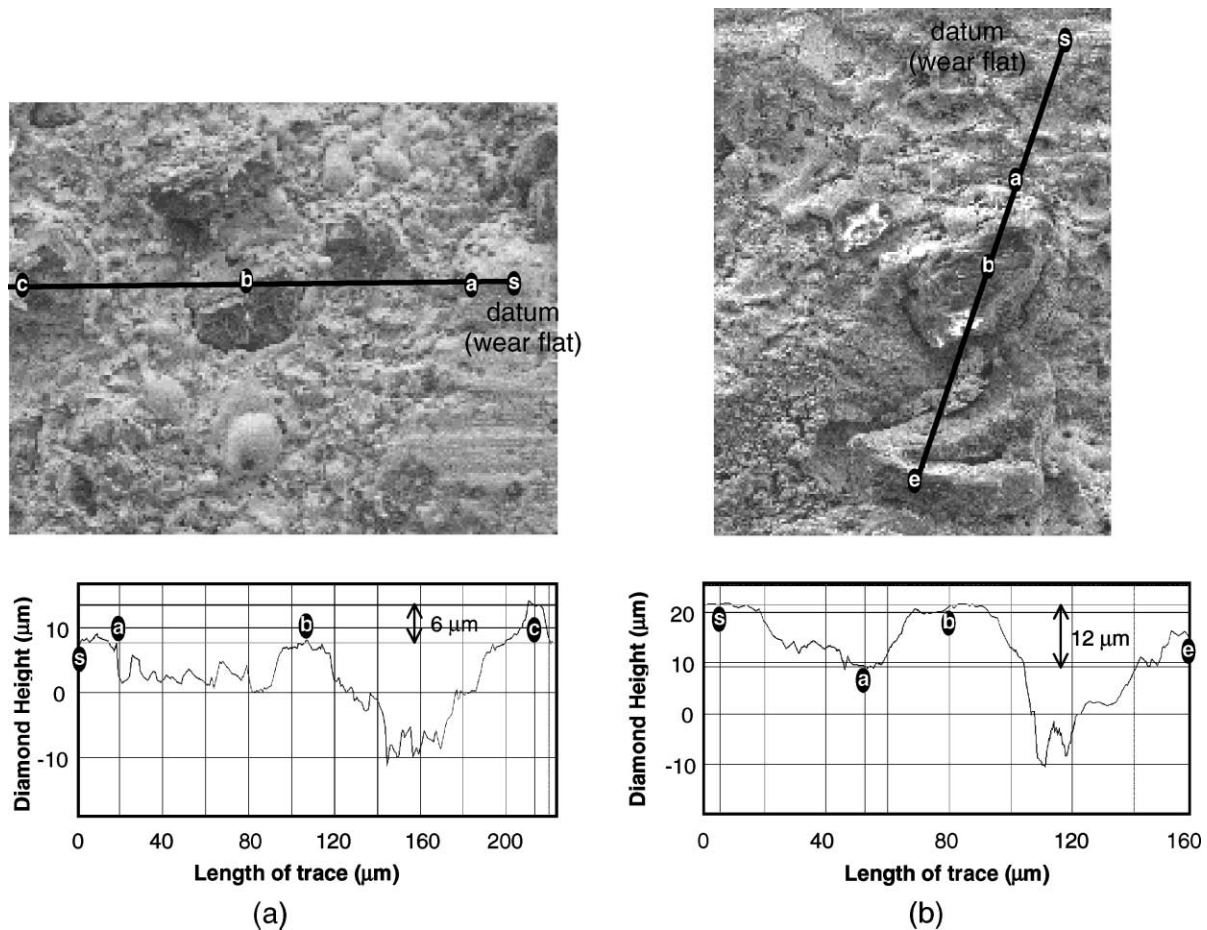 datum
(wear flat)
s
a
b
e
c
b
a
s
datum
(wear flat)
Diamond Height (μm)
10
0
-10
s
a
b
6 μm
c
0
40
80
120
160
200
Length of trace (μm)
(a)
Diamond Height (μm)
20
10
0
-10
s
a
b
12 μm
e
0
40
80
120
160
Length of trace (μm)
(b)